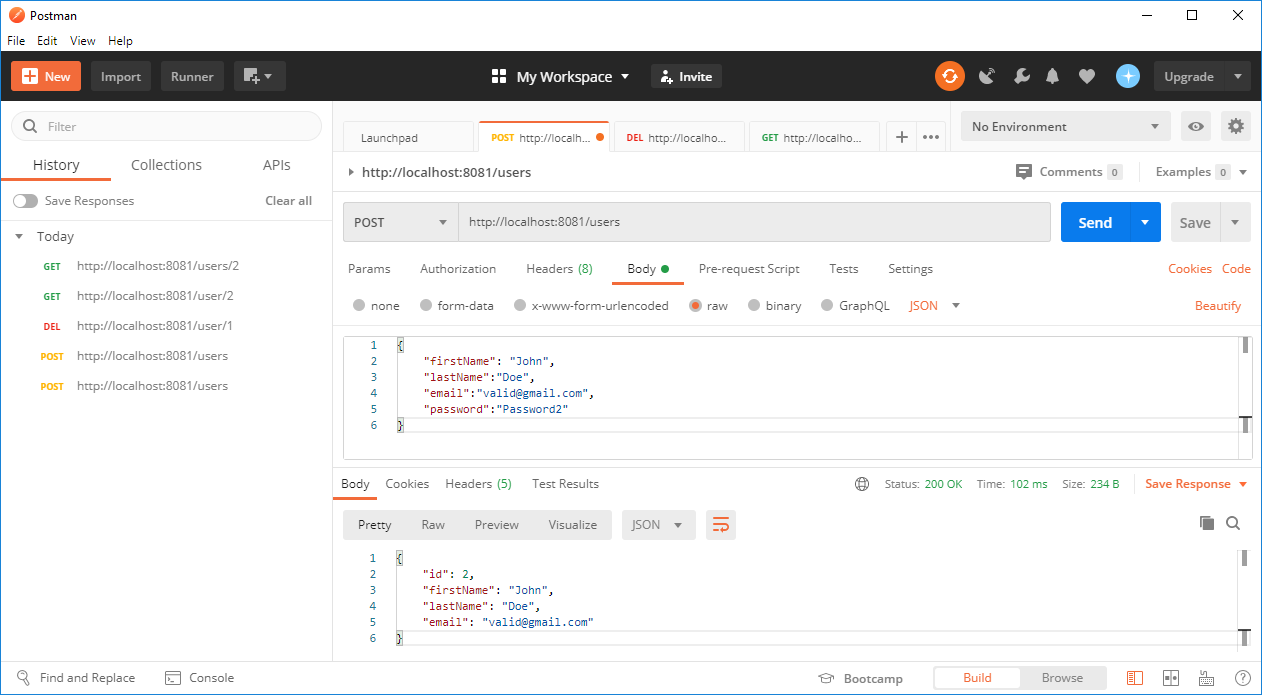 Postman
File Edit View Help
New Import Runner My Workspace Invite Upgrade
Filter
History Collections APIs
Save Responses Clear all
Today
GET http://localhost:8081/users/2
GET http://localhost:8081/user/2
DEL http://localhost:8081/user/1
POST http://localhost:8081/users
POST http://localhost:8081/users
Launchpad POST http://localh... DEL http://localho... GET http://localho... + ••• No Environment
http://localhost:8081/users Comments 0 Examples 0
POST http://localhost:8081/users Send Save
Params Authorization Headers (8) Body Pre-request Script Tests Settings Cookies Code
none form-data x-www-form-urlencoded raw binary GraphQL JSON Beautify
1 {
2 "firstName": "John",
3 "lastName":"Doe",
4 "email":"valid@gmail.com",
5 "password":"Password2"
6 }
Body Cookies Headers (5) Test Results Status: 200 OK Time: 102 ms Size: 234 B Save Response
Pretty Raw Preview Visualize JSON
1 {
2 "id": 2,
3 "firstName": "John",
4 "lastName": "Doe",
5 "email": "valid@gmail.com"
6 }
Find and Replace Console Bootcamp Build Browse ?